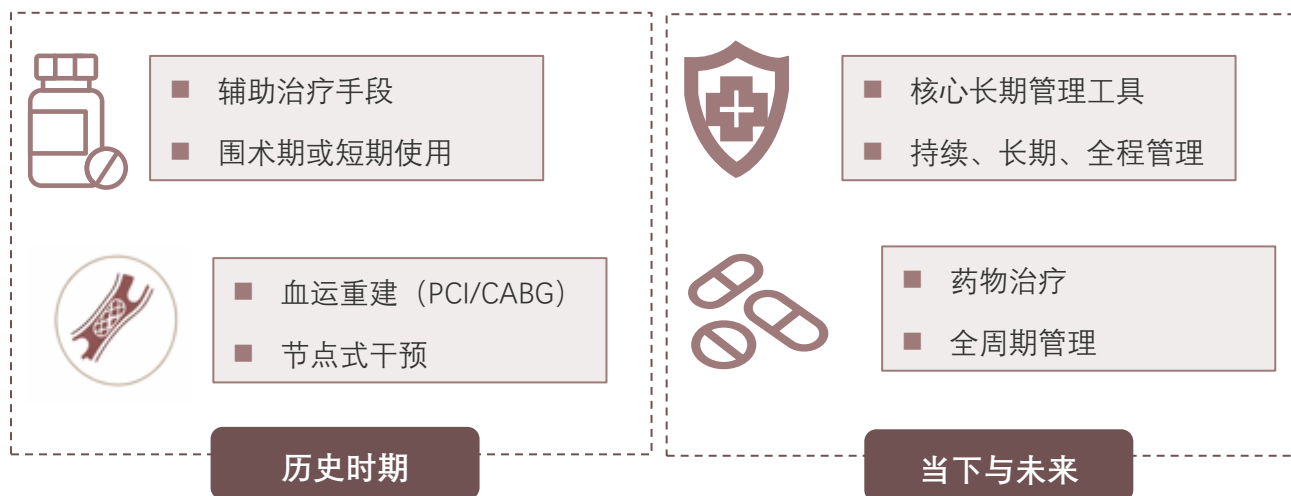 辅助治疗手段
围术期或短期使用
血运重建（PCI/CABG）
节点式干预
历史时期
核心长期管理工具
持续、长期、全程管理
药物治疗
全周期管理
当下与未来